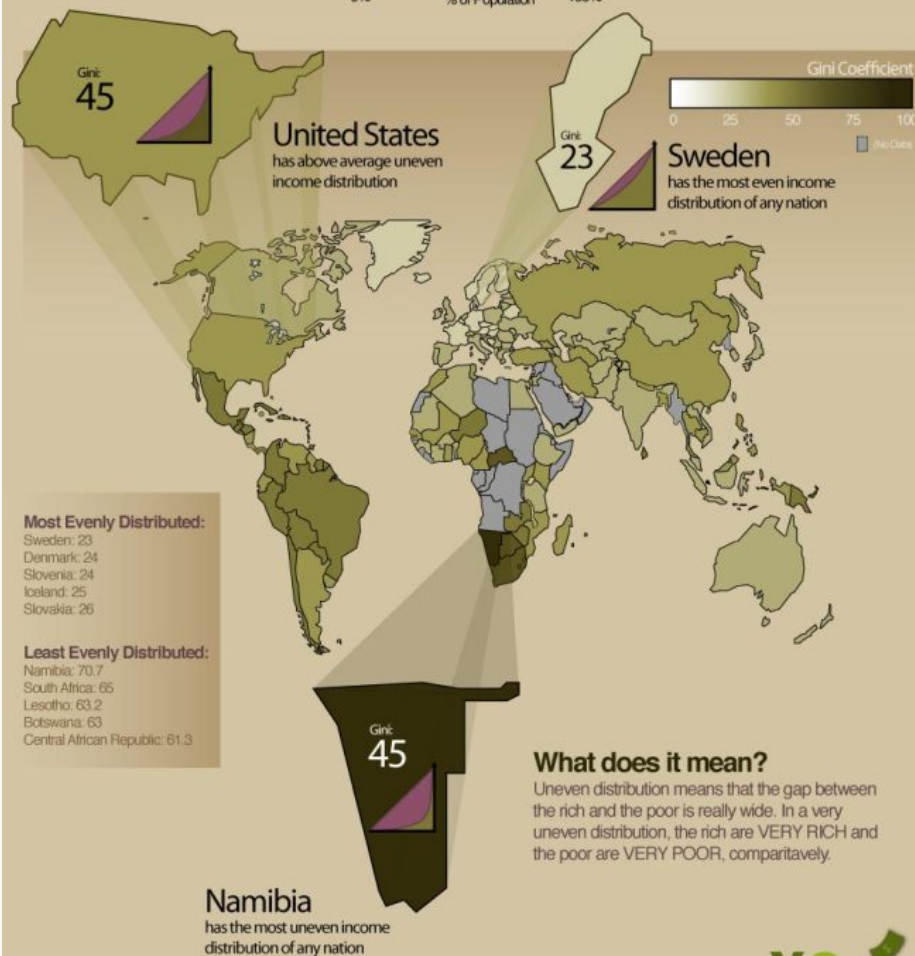 % of Population
Gini:
45
United States
has above average uneven
income distribution
Gini:
23
Sweden
has the most even income
distribution of any nation
Gini Coefficient
0 25 50 75 100
(No Data)
Most Evenly Distributed:
Sweden: 23
Denmark: 24
Slovenia: 24
Iceland: 25
Slovakia: 26
Least Evenly Distributed:
Namibia: 70.7
South Africa: 65
Lesotho: 63.2
Botswana: 63
Central African Republic: 61.3
Gini:
45
What does it mean?
Uneven distribution means that the gap between
the rich and the poor is really wide. In a very
uneven distribution, the rich are VERY RICH and
the poor are VERY POOR, comparitavely.
Namibia
has the most uneven income
distribution of any nation